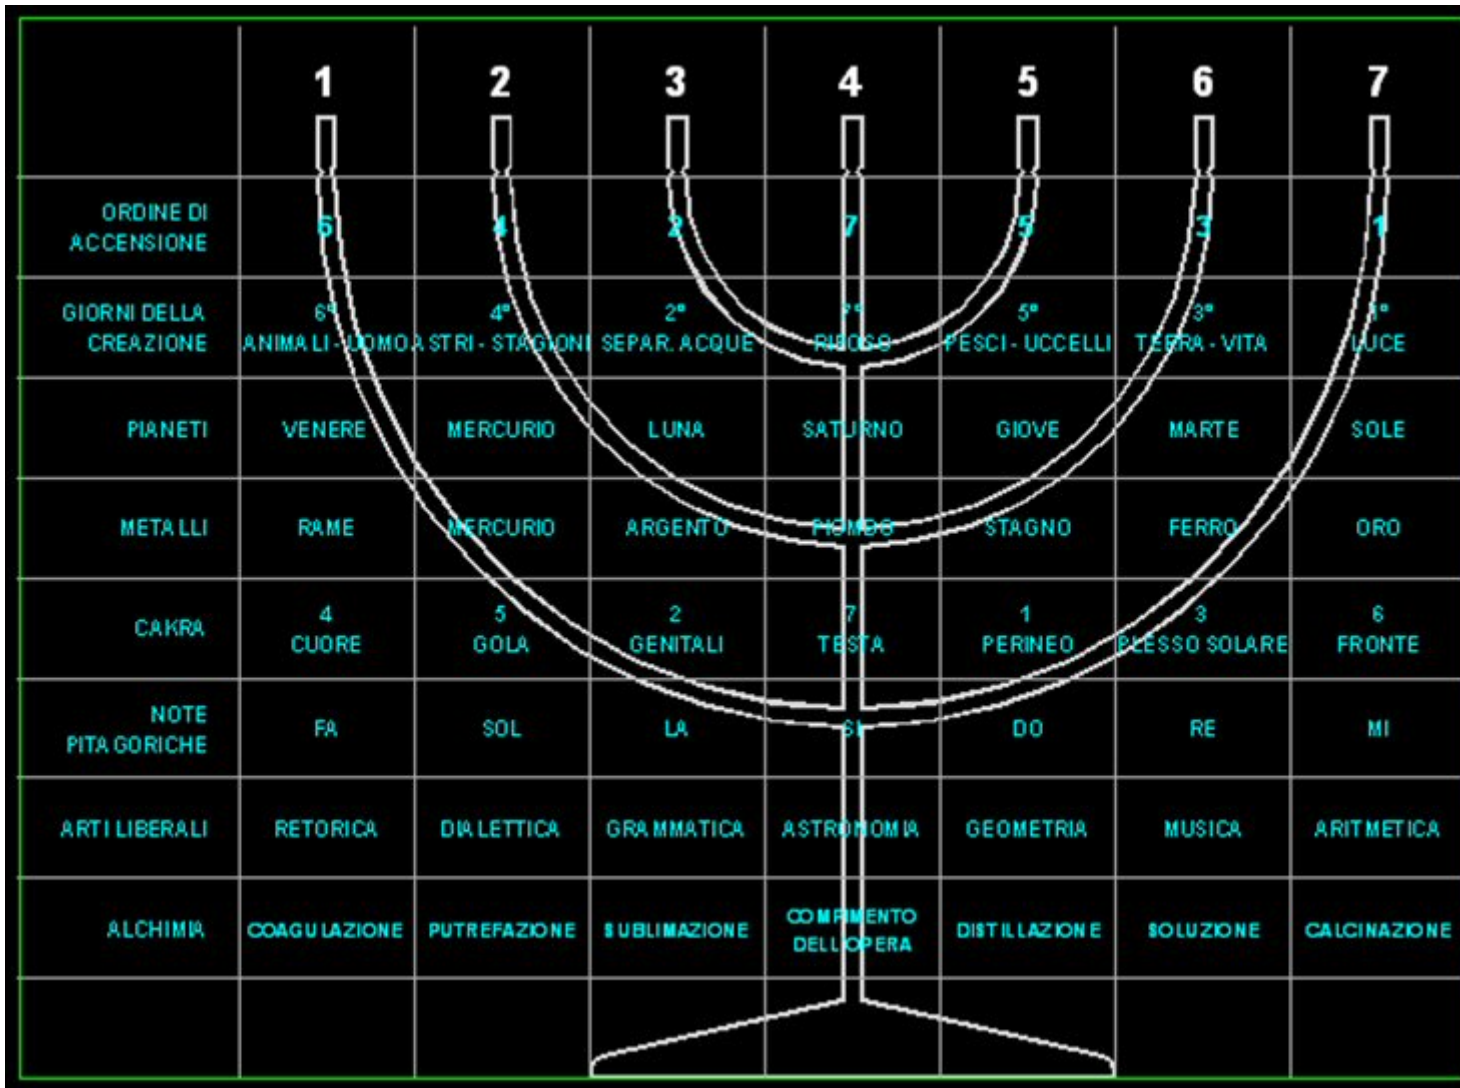 1 2 3 4 5 6 7
ORDINE DI
ACCENSIONE
6 4 2 7 5 3 1
GIORNI DELLA
CREAZIONE
6° 4° 2° 7° 5° 3° 1°
ANIMALI - UOMO ASTRI - STAGIONI SEPAR. ACQUE RIPOSO PESCI - UCCELLI TERRA - VITA LUCE
PIANETI VENERE MERCURIO LUNA SATURNO GIOVE MARTE SOLE
METALLI RAME MERCURIO ARGENTO PIOMBO STAGNO FERRO ORO
CAKRA
4 5 2 7 1 3 6
CUORE GOLA GENITALI TESTA PERINEO PLESSO SOLARE FRONTE
NOTE
PITAGORICHE
FA SOL LA SI DO RE MI
ARTI LIBERALI RETORICA DIALETTICA GRAMMATICA ASTRONOMIA GEOMETRIA MUSICA ARITMETICA
ALCHIMIA COAGULAZIONE PUTREFAZIONE SUBLIMAZIONE COMPIMENTO
DELL'OPERA DISTILLAZIONE SOLUZIONE CALCINAZIONE